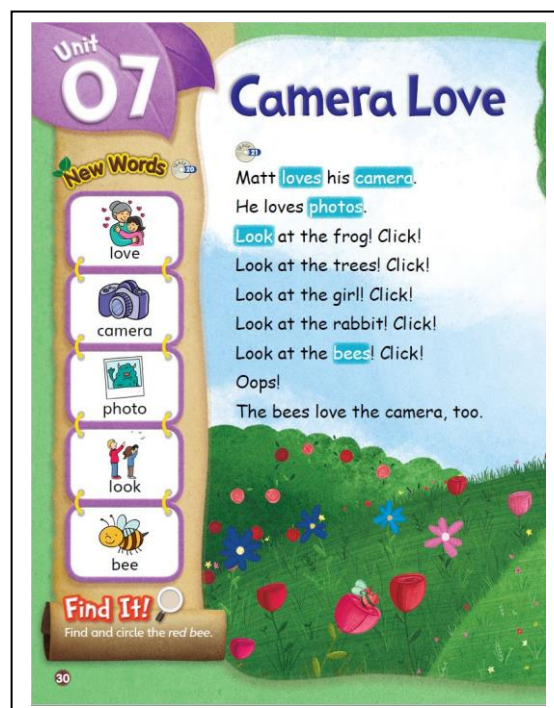 Unit
07
Camera Love
New Words
20
love
camera
photo
look
bee
21
Matt loves his camera.
He loves photos.
Look at the frog! Click!
Look at the trees! Click!
Look at the girl! Click!
Look at the rabbit! Click!
Look at the bees! Click!
Oops!
The bees love the camera, too.
Find It!
Find and circle the red bee.
30